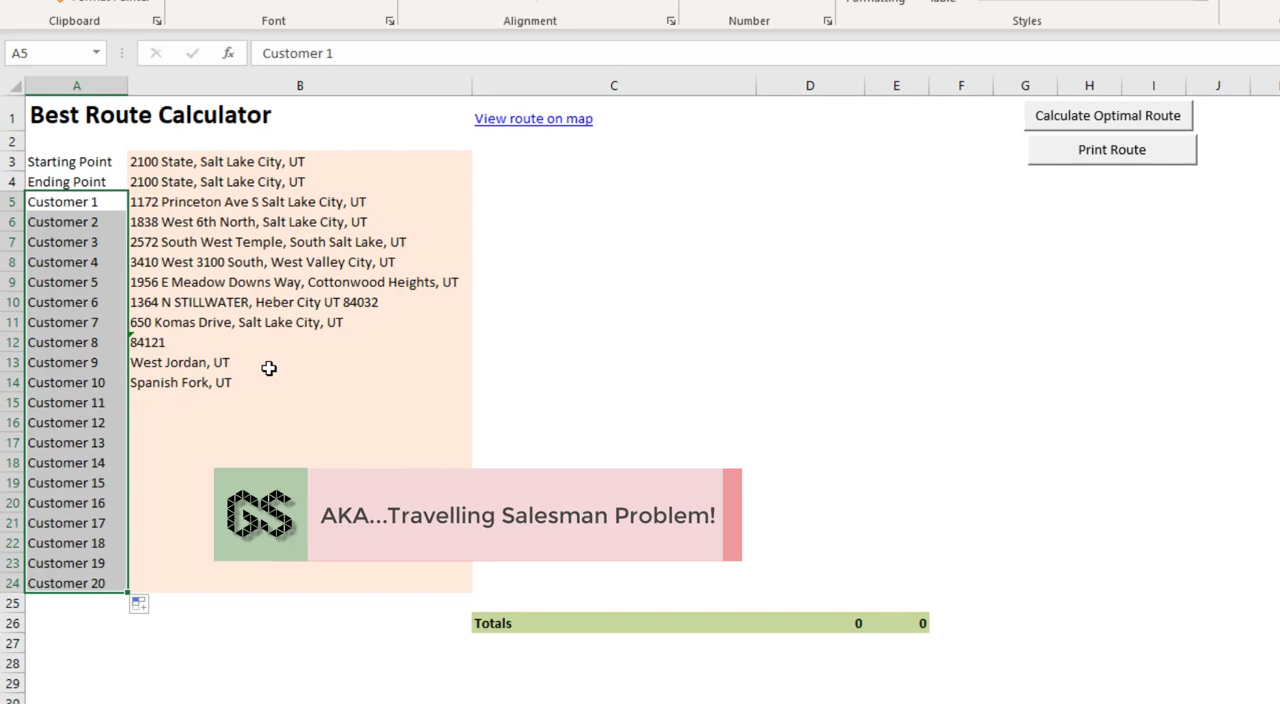 Clipboard Font Alignment Number Styles
A5 fx Customer 1
A B C D E F G H I J
1 Best Route Calculator View route on map Calculate Optimal Route
2 Print Route
3 Starting Point 2100 State, Salt Lake City, UT
4 Ending Point 2100 State, Salt Lake City, UT
5 Customer 1 1172 Princeton Ave S Salt Lake City, UT
6 Customer 2 1838 West 6th North, Salt Lake City, UT
7 Customer 3 2572 South West Temple, South Salt Lake, UT
8 Customer 4 3410 West 3100 South, West Valley City, UT
9 Customer 5 1956 E Meadow Downs Way, Cottonwood Heights, UT
10 Customer 6 1364 N STILLWATER, Heber City UT 84032
11 Customer 7 650 Komas Drive, Salt Lake City, UT
12 Customer 8 84121
13 Customer 9 West Jordan, UT
14 Customer 10 Spanish Fork, UT
15 Customer 11
16 Customer 12
17 Customer 13
18 Customer 14
19 Customer 15
20 Customer 16
GS AKA...Travelling Salesman Problem!
21 Customer 17
22 Customer 18
23 Customer 19
24 Customer 20
25
26 Totals 0 0
27
28
29